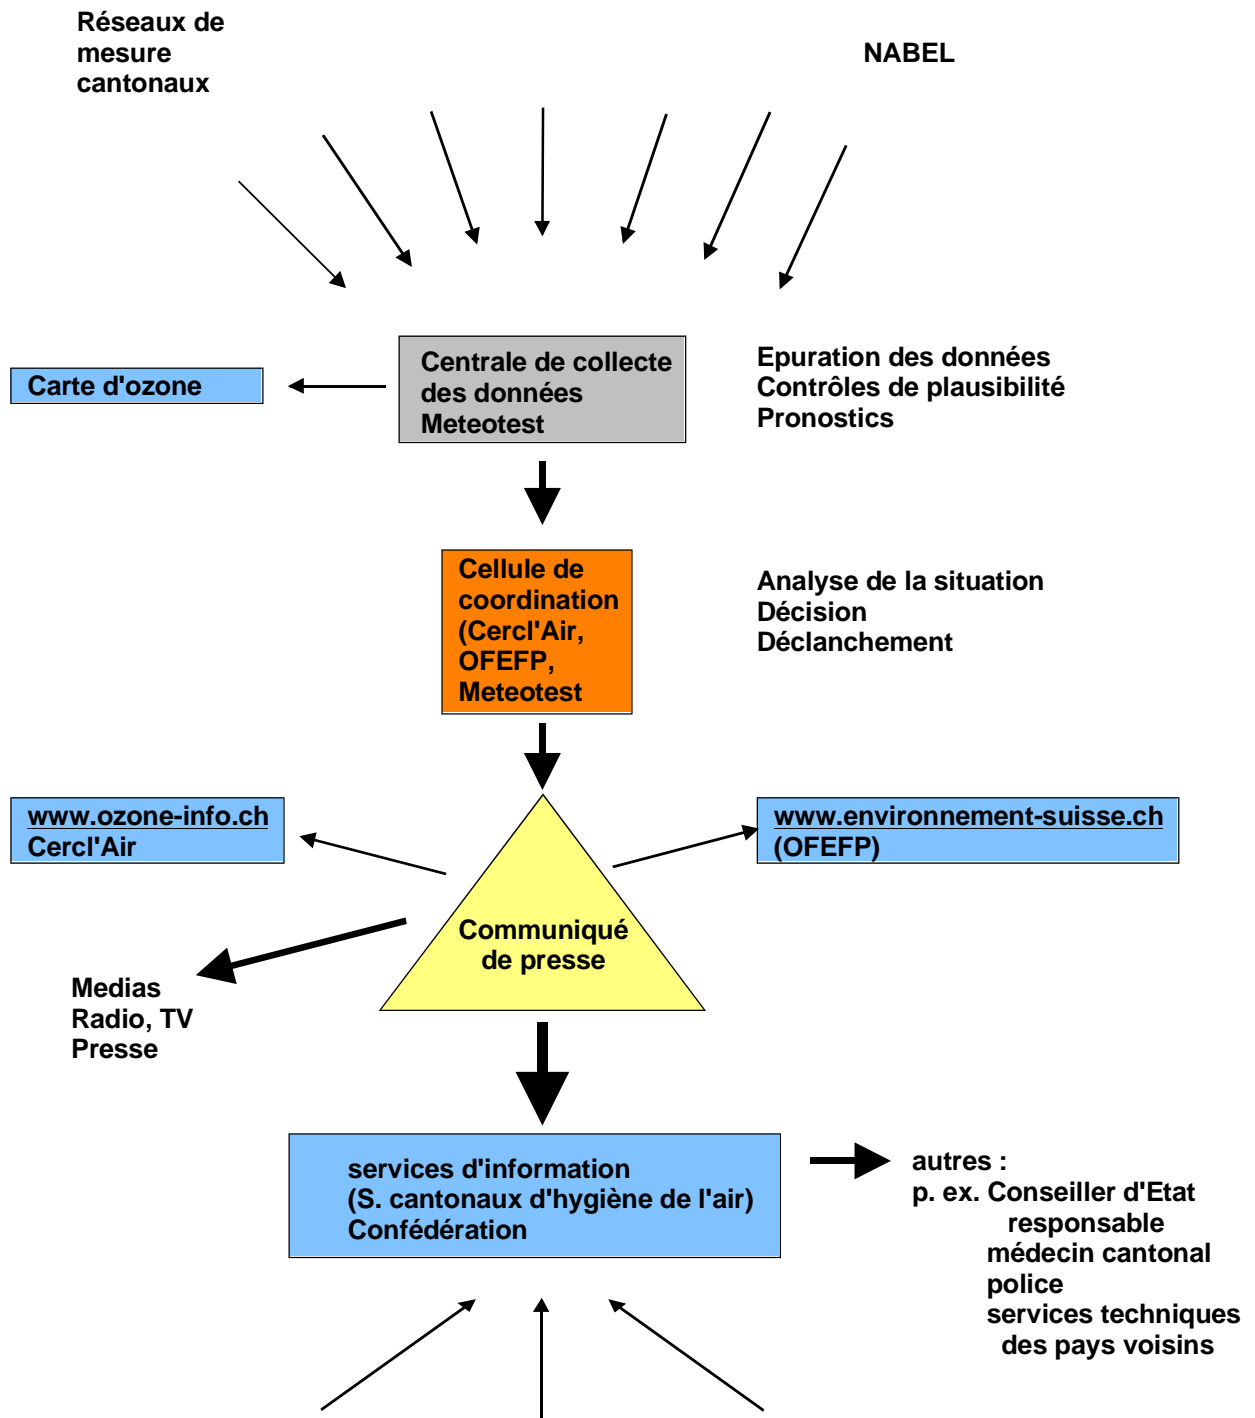 Réseaux de
mesure
cantonaux
NABEL
Carte d'ozone
Centrale de collecte
des données
Meteotest
Epuration des données
Contrôles de plausibilité
Pronostics
Cellule de
coordination
(Cercl'Air,
OFEFP,
Meteotest
Analyse de la situation
Décision
Déclanchement
www.ozone-info.ch
Cercl'Air
www.environnement-suisse.ch
(OFEFP)
Communiqué
de presse
Medias
Radio, TV
Presse
services d'information
(S. cantonaux d'hygiène de l'air)
Confédération
autres :
p. ex. Conseiller d'Etat
responsable
médecin cantonal
police
services techniques
des pays voisins